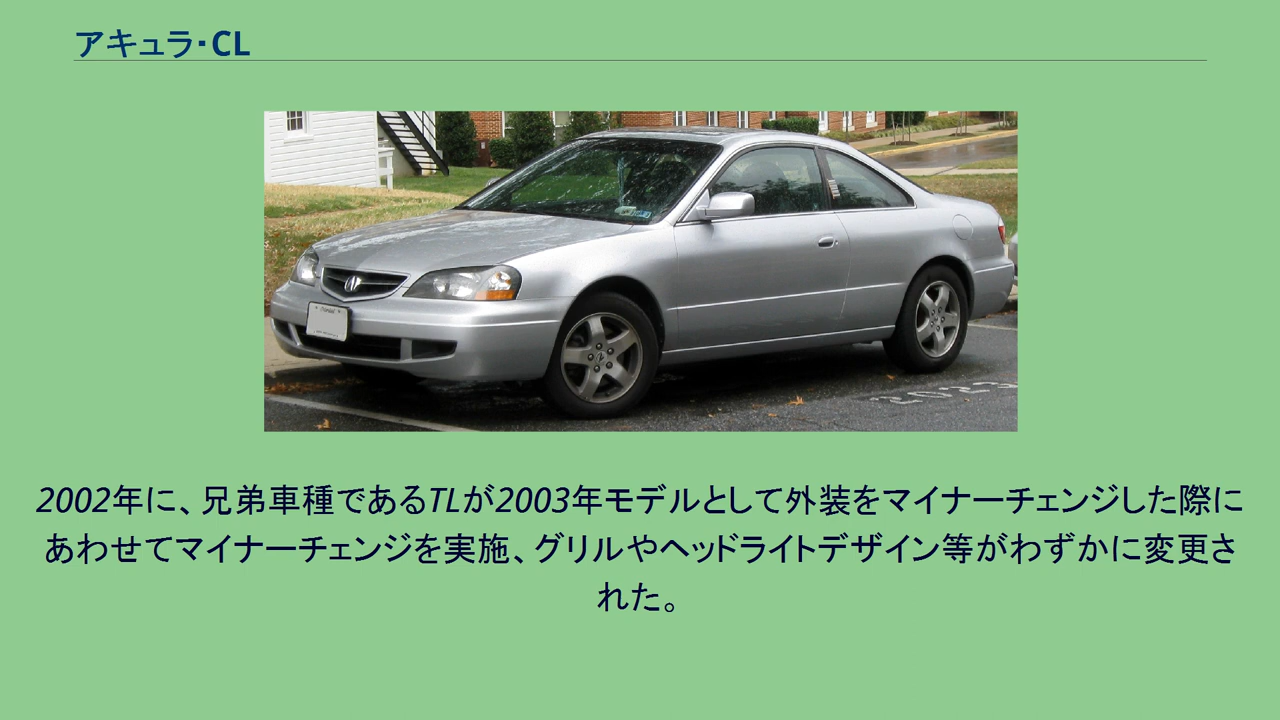 アキュラ・CL
2023
2002年に、兄弟車種であるTLが2003年モデルとして外装をマイナーチェンジした際に
あわせてマイナーチェンジを実施、グリルやヘッドライトデザイン等がわずかに変更さ
れた。